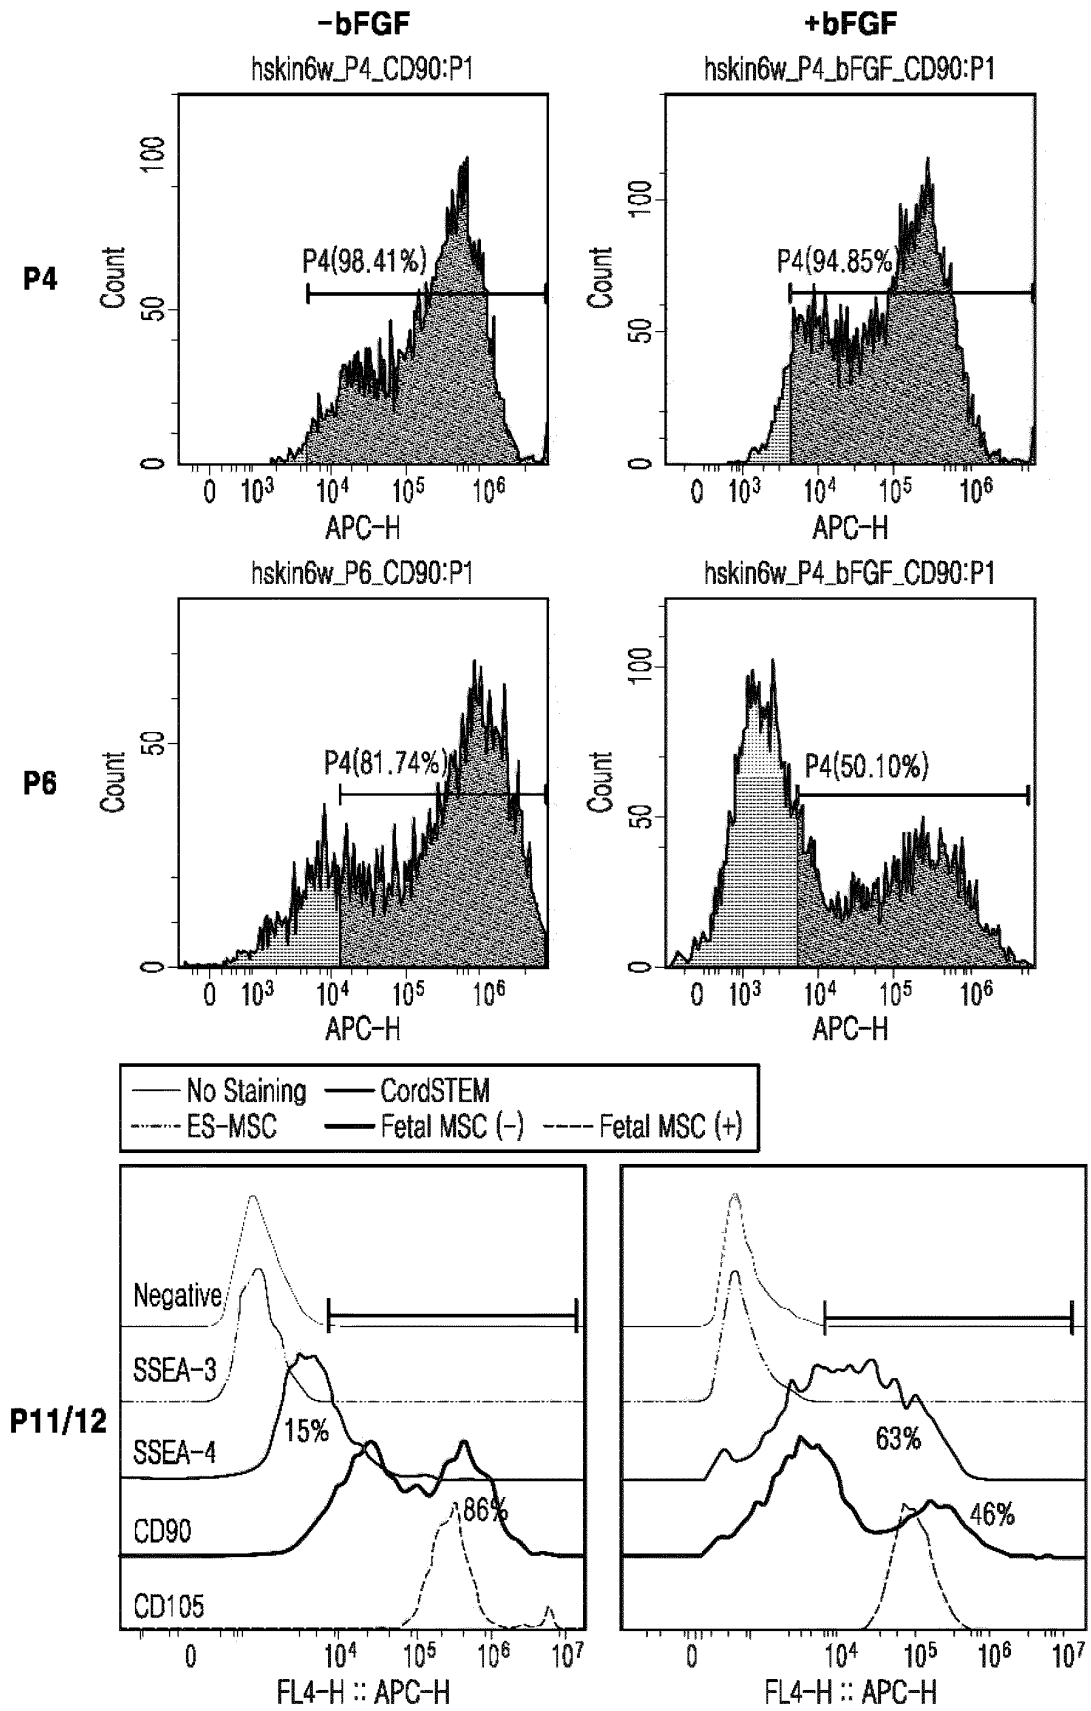 −bFGF +bFGF
hskin6w_P4_CD90:P1 hskin6w_P4_bFGF_CD90:P1
P4
Count
100
50
0
P4(98.41%)
0 10³ 10⁴ 10⁵ 10⁶
APC-H
Count
100
50
0
P4(94.85%)
0 10³ 10⁴ 10⁵ 10⁶
APC-H
hskin6w_P6_CD90:P1 hskin6w_P4_bFGF_CD90:P1
P6
Count
50
0
P4(81.74%)
0 10³ 10⁴ 10⁵ 10⁶
APC-H
Count
100
50
0
P4(50.10%)
0 10³ 10⁴ 10⁵ 10⁶
APC-H
No Staining CordSTEM
ES-MSC Fetal MSC (-) Fetal MSC (+)
P11/12
Negative
SSEA-3
15%
SSEA-4
86%
CD90
CD105
0 10⁴ 10⁵ 10⁶ 10⁷
FL4-H :: APC-H
63%
46%
0 10⁴ 10⁵ 10⁶ 10⁷
FL4-H :: APC-H